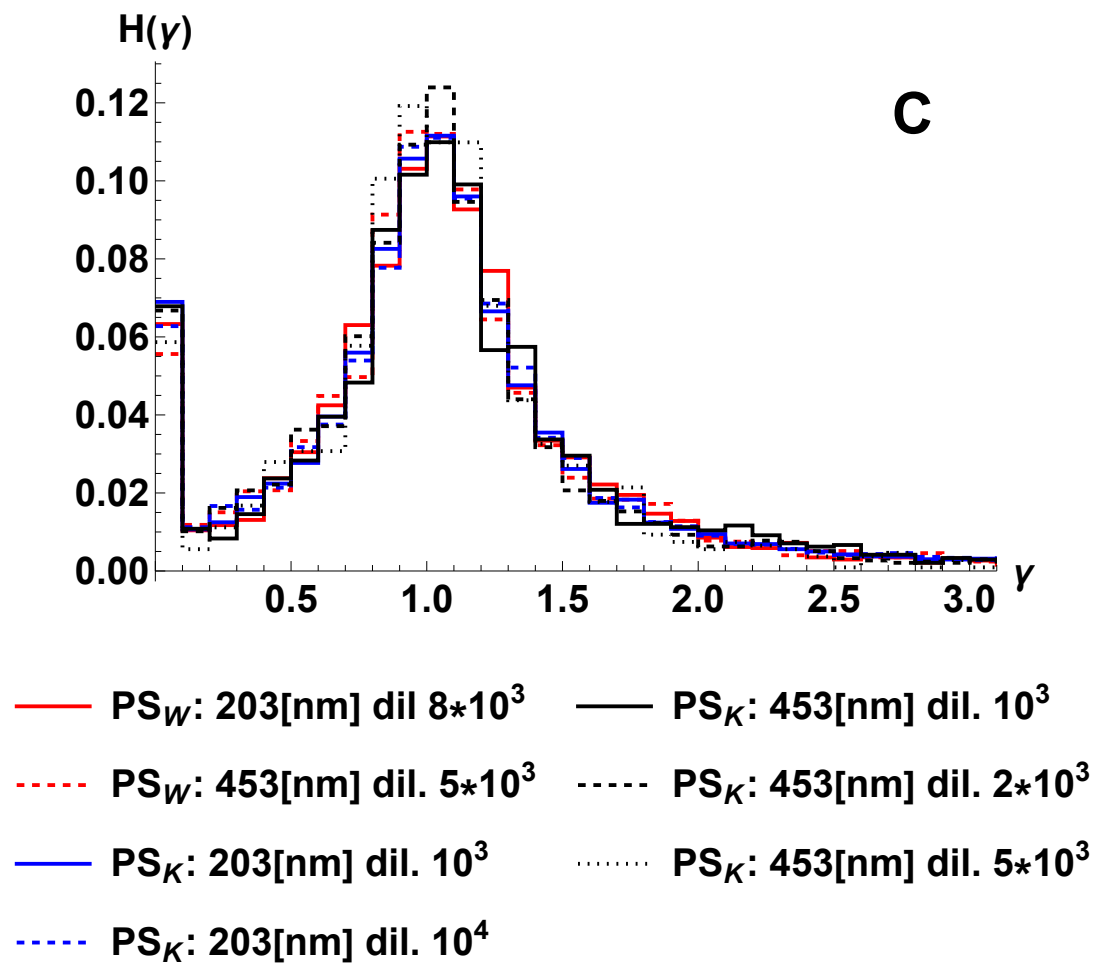 H(γ)
C
0.12
0.10
0.08
0.06
0.04
0.02
0.00
0.5 1.0 1.5 2.0 2.5 3.0 γ
PS_W: 203[nm] dil 8*10^3
PS_K: 453[nm] dil. 10^3
PS_W: 453[nm] dil. 5*10^3
PS_K: 453[nm] dil. 2*10^3
PS_K: 203[nm] dil. 10^3
PS_K: 453[nm] dil. 5*10^3
PS_K: 203[nm] dil. 10^4